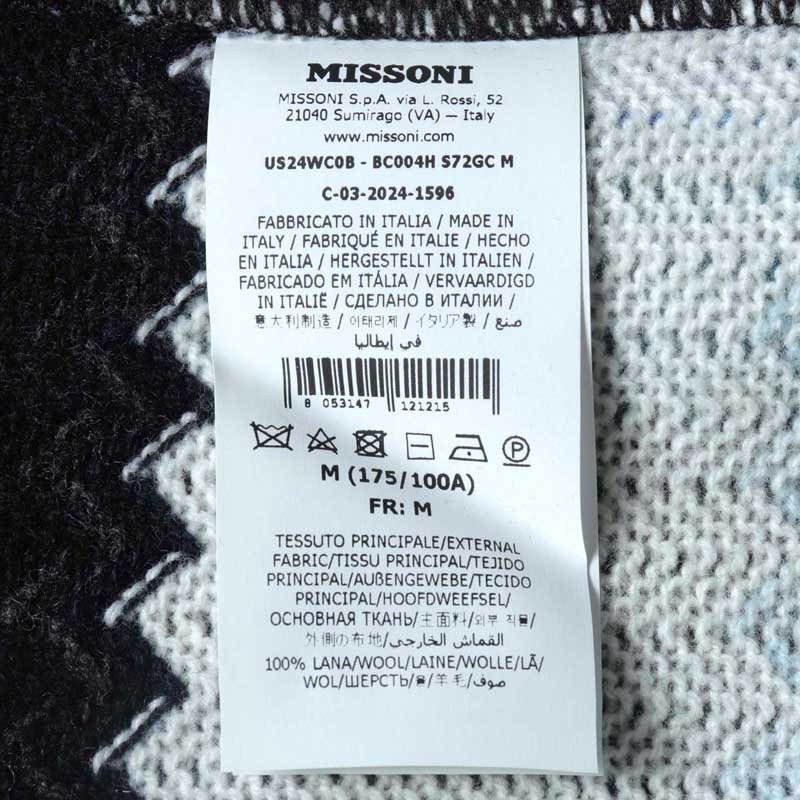 MISSONI
MISSONI S.p.A. via L. Rossi, 52
21040 Sumirago (VA) — Italy
www.missoni.com
US24WC0B - BC004H S72GC M
C-03-2024-1596
FABBRICATO IN ITALIA / MADE IN
ITALY / FABRIQUÉ EN ITALIE / HECHO
EN ITALIA / HERGESTELLT IN ITALIEN /
FABRICADO EM ITÁLIA / VERVAARDIGD
IN ITALIË / СДЕЛАНО В ИТАЛИИ /
意大利制造 / 이태리제 / イタリア製 / صنع
في إيطاليا
8 053147 121215
P
M (175/100A)
FR: M
TESSUTO PRINCIPALE/EXTERNAL
FABRIC/TISSU PRINCIPAL/TEJIDO
PRINCIPAL/AUßENGEWEBE/TECIDO
PRINCIPAL/HOOFDWEEFSEL/
ОСНОВНАЯ ТКАНЬ/主面料/외부 직물/
外側の布地/القماش الخارجي/
100% LANA/WOOL/LAINE/WOLLE/LÃ/
WOL/ШЕРСТЬ/울/羊毛/صوف